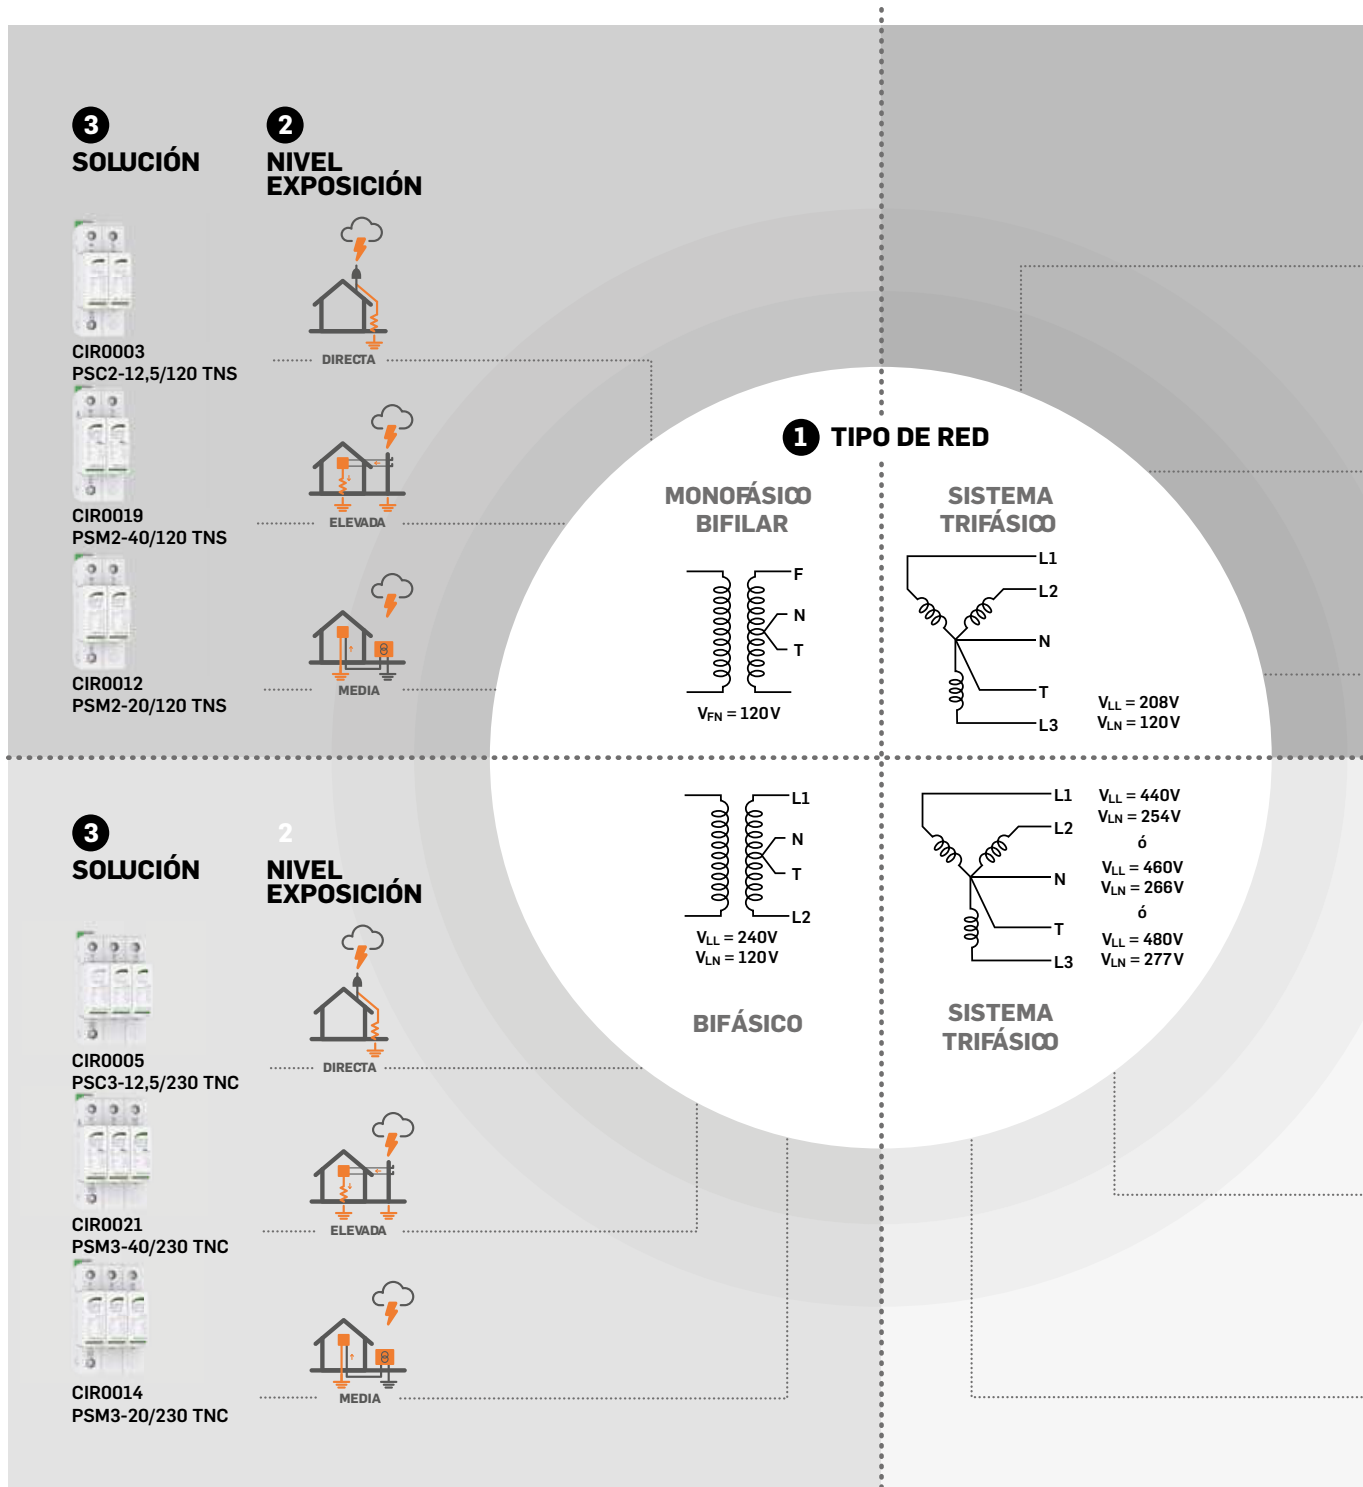 3
SOLUCIÓN
2
NIVEL
EXPOSICIÓN
DIRECTA
CIR0003
PSC2-12,5/120 TNS
ELEVADA
CIR0019
PSM2-40/120 TNS
MEDIA
CIR0012
PSM2-20/120 TNS
1 TIPO DE RED
MONOFÁSICO
BIFILAR
F
N
T
VFN = 120V
SISTEMA
TRIFÁSICO
L1
L2
N
T
L3
VLL = 208V
VLN = 120V
3
SOLUCIÓN
2
NIVEL
EXPOSICIÓN
DIRECTA
CIR0005
PSC3-12,5/230 TNC
ELEVADA
CIR0021
PSM3-40/230 TNC
MEDIA
CIR0014
PSM3-20/230 TNC
L1
N
T
L2
VLL = 240V
VLN = 120V
BIFÁSICO
L1
L2
N
T
L3
VLL = 440V
VLN = 254V
ó
VLL = 460V
VLN = 266V
ó
VLL = 480V
VLN = 277V
SISTEMA
TRIFÁSICO